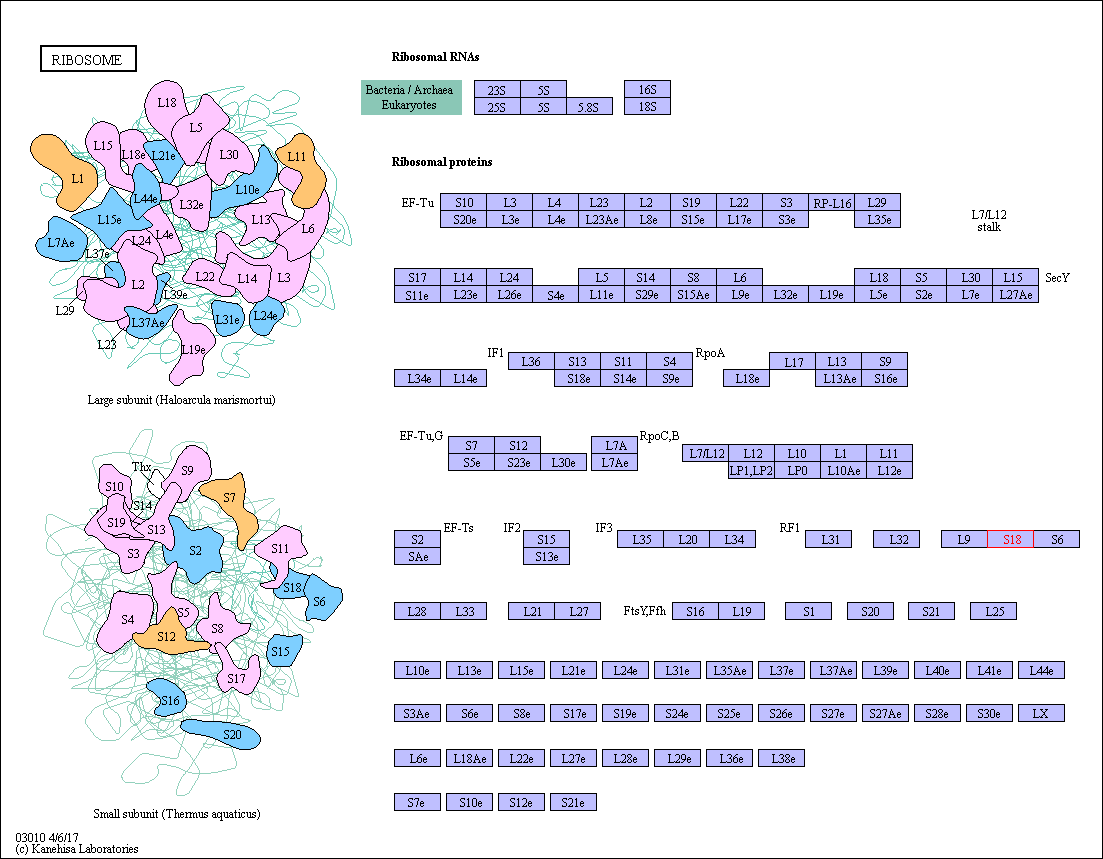 RIBOSOME
Ribosomal RNAs
Bacteria / Archaea 23S 5S 16S
Eukaryotes 25S 5S 5.8S 18S
Ribosomal proteins
EF-Tu S10 L3 L4 L23 L2 S19 L22 S3 RP-L16 L29
S20e L3e L4e L23Ae L8e S15e L17e S3e L35e
L7/L12
stalk
S17 L14 L24 L5 S14 S8 L6 L18 S5 L30 L15 SecY
S11e L23e L26e S4e L11e S29e S15Ae L9e L32e L19e L5e S2e L7e L27Ae
IF1 L36 S13 S11 S4 RpoA L17 L13 S9
L34e L14e S18e S14e S9e L18e L13Ae S16e
EF-Tu,G S7 S12 L7A RpoC,B L7/L12 L12 L10 L1 L11
S5e S23e L30e L7Ae LP1,LP2 LP0 L10Ae L12e
S2 EF-Ts IF2 S15 IF3 L35 L20 L34 RF1 L31 L32 L9 S18 S6
SAe S13e
L28 L33 L21 L27 FtsY,Ffh S16 L19 S1 S20 S21 L25
L10e L13e L15e L21e L24e L31e L35Ae L37e L37Ae L39e L40e L41e L44e
S3Ae S6e S8e S17e S19e S24e S25e S26e S27e S27Ae S28e S30e LX
L6e L18Ae L22e L27e L28e L29e L36e L38e
S7e S10e S12e S21e
L18
L5
L15
L18e
L21e
L30
L11
L1
L44e
L10e
L32e
L15e
L13
L6
L7Ae
L24
L4e
L37e
L2
L22
L14
L3
L39e
L29
L37Ae
L31e
L24e
L23
L19e
Large subunit (Haloarcula marismortui)
Thx
S9
S10
S7
S14
S19
S13
S3
S2
S11
S18
S6
S4
S5
S8
S12
S15
S17
S16
S20
Small subunit (Thermus aquaticus)
03010 4/6/17
(c) Kanehisa Laboratories